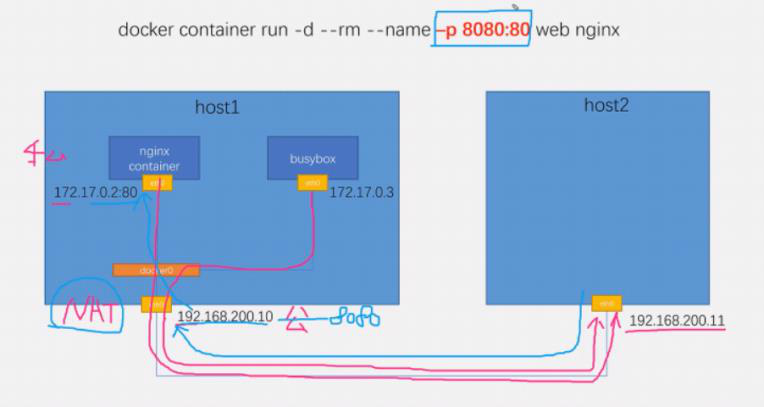 docker container run -d --rm --name –p 8080:80 web nginx
host1
host2
nginx
container
busybox
eth0
eth0
172.17.0.2:80
172.17.0.3
docker0
NAT
eth0
192.168.200.10
公
8080
eth0
192.168.200.11